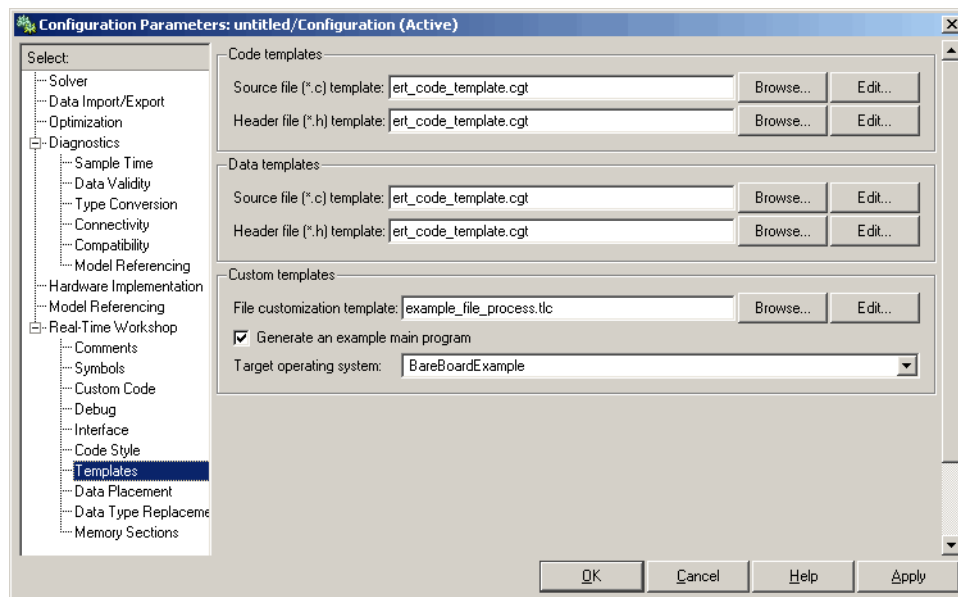 Configuration Parameters: untitled/Configuration (Active)
Select:
Solver
Data Import/Export
Optimization
Diagnostics
Sample Time
Data Validity
Type Conversion
Connectivity
Compatibility
Model Referencing
Hardware Implementation
Model Referencing
Real-Time Workshop
Comments
Symbols
Custom Code
Debug
Interface
Code Style
Templates
Data Placement
Data Type Replaceme
Memory Sections
Code templates
Source file (*.c) template: ert_code_template.cgt Browse... Edit...
Header file (*.h) template: ert_code_template.cgt Browse... Edit...
Data templates
Source file (*.c) template: ert_code_template.cgt Browse... Edit...
Header file (*.h) template: ert_code_template.cgt Browse... Edit...
Custom templates
File customization template: example_file_process.tlc Browse... Edit...
Generate an example main program
Target operating system: BareBoardExample
OK Cancel Help Apply